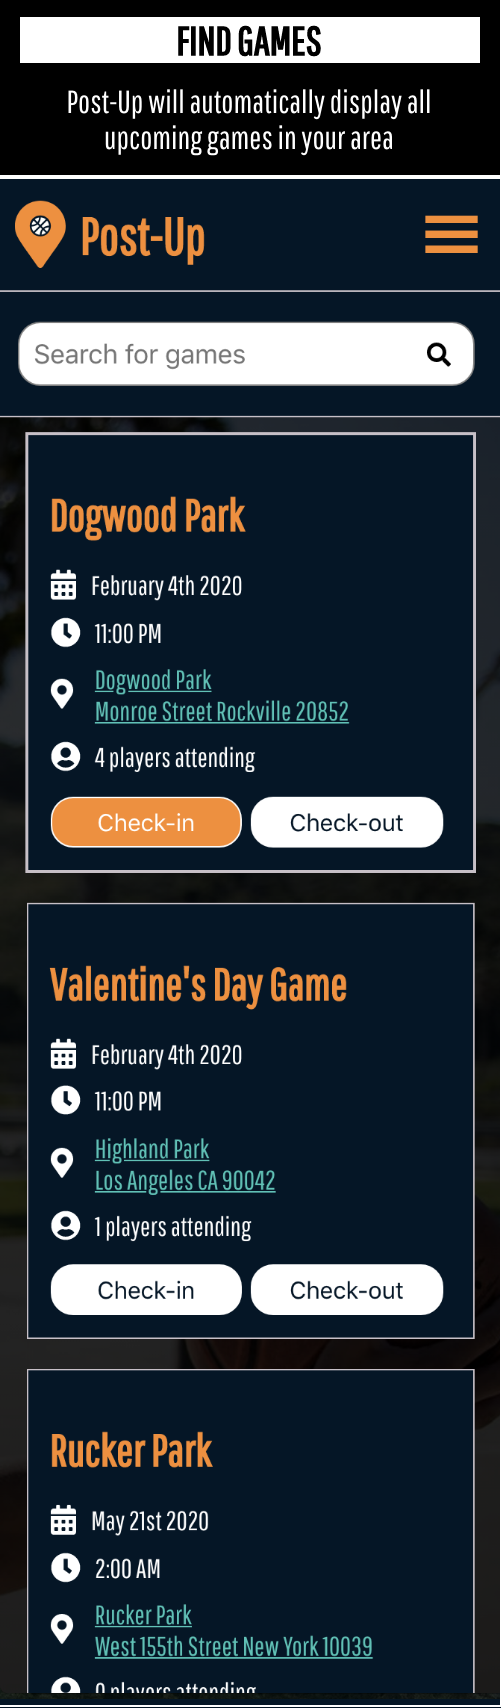 FIND GAMES
Post-Up will automatically display all
upcoming games in your area
Post-Up
Search for games
Dogwood Park
February 4th 2020
11:00 PM
Dogwood Park
Monroe Street Rockville 20852
4 players attending
Check-in Check-out
Valentine's Day Game
February 4th 2020
11:00 PM
Highland Park
Los Angeles CA 90042
1 players attending
Check-in Check-out
Rucker Park
May 21st 2020
2:00 AM
Rucker Park
West 155th Street New York 10039
0 players attending